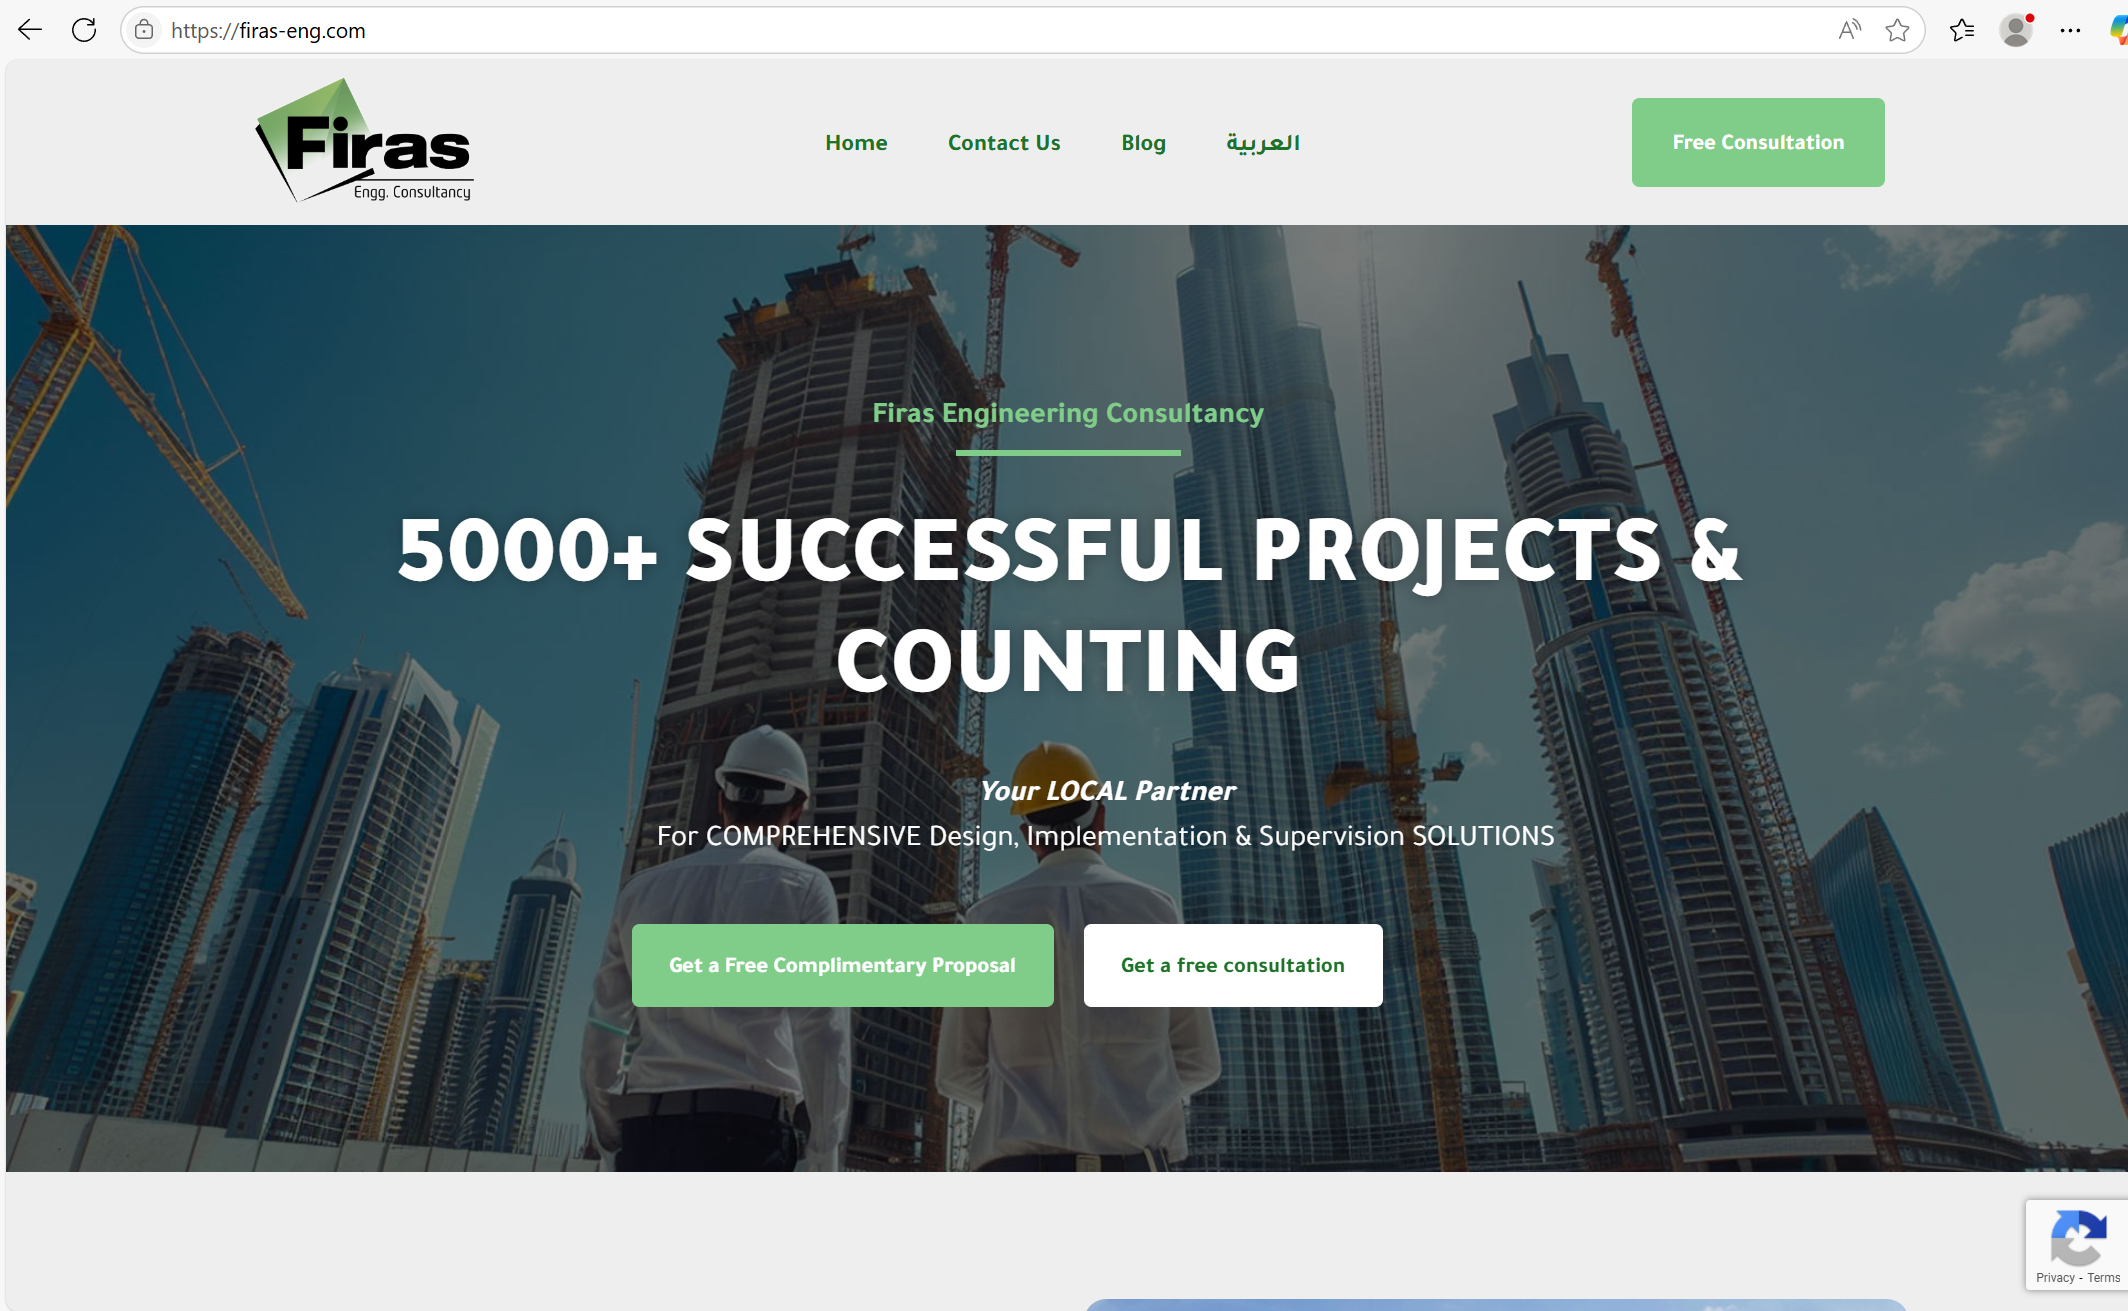 https://firas-eng.com
Firas
Engg. Consultancy
Home
Contact Us
Blog
العربية
Free Consultation
Firas Engineering Consultancy
5000+ SUCCESSFUL PROJECTS &
COUNTING
Your LOCAL Partner
For COMPREHENSIVE Design, Implementation & Supervision SOLUTIONS
Get a Free Complimentary Proposal
Get a free consultation
Privacy - Terms